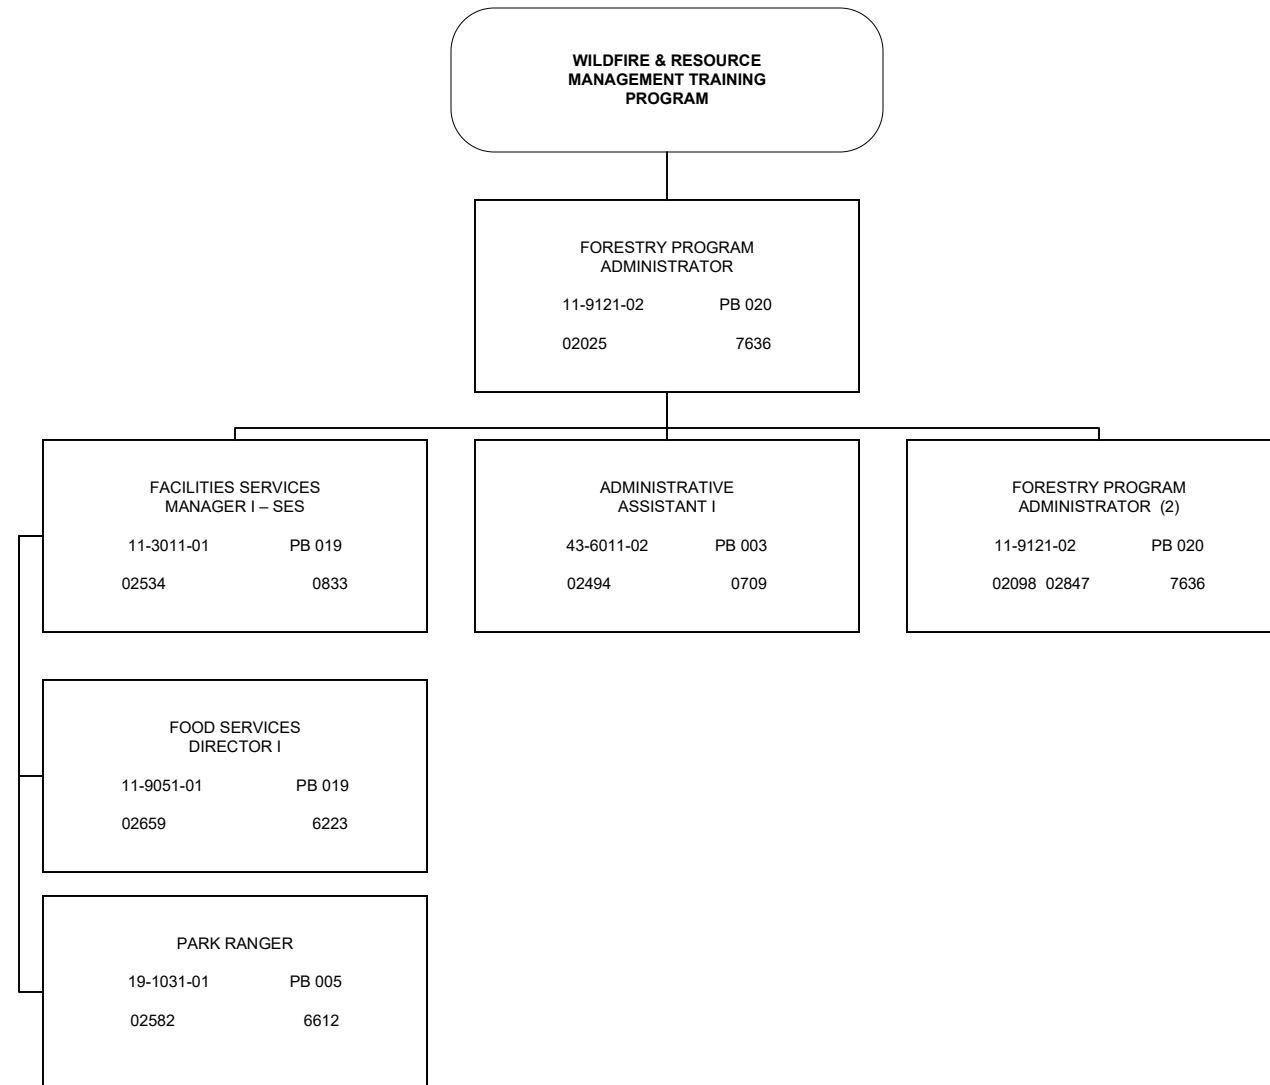 WILDFIRE & RESOURCE
MANAGEMENT TRAINING
PROGRAM
FORESTRY PROGRAM
ADMINISTRATOR
11-9121-02 PB 020
02025 7636
FACILITIES SERVICES
MANAGER I – SES
11-3011-01 PB 019
02534 0833
ADMINISTRATIVE
ASSISTANT I
43-6011-02 PB 003
02494 0709
FORESTRY PROGRAM
ADMINISTRATOR (2)
11-9121-02 PB 020
02098 02847 7636
FOOD SERVICES
DIRECTOR I
11-9051-01 PB 019
02659 6223
PARK RANGER
19-1031-01 PB 005
02582 6612